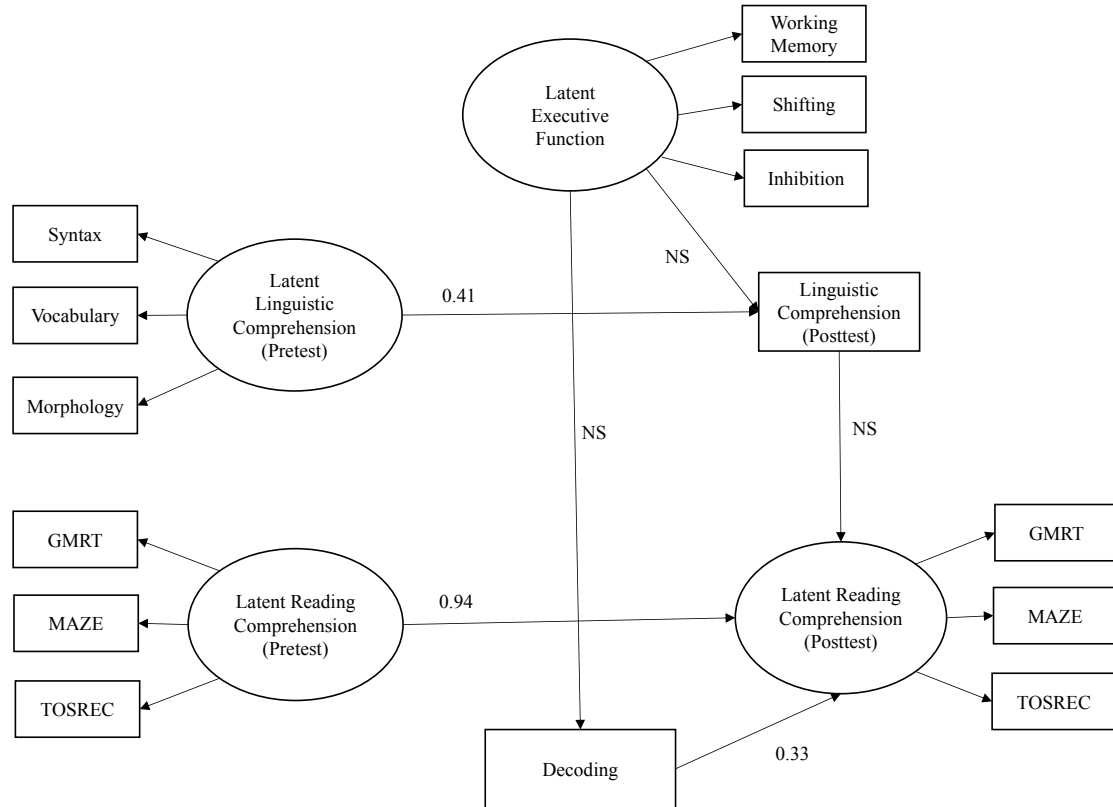 Working
Memory
Latent
Executive
Function
Shifting
Inhibition
Syntax
Vocabulary
Morphology
Latent
Linguistic
Comprehension
(Pretest)
0.41
NS
Linguistic
Comprehension
(Posttest)
NS
NS
GMRT
MAZE
TOSREC
Latent Reading
Comprehension
(Pretest)
0.94
Latent Reading
Comprehension
(Posttest)
GMRT
MAZE
TOSREC
Decoding
0.33